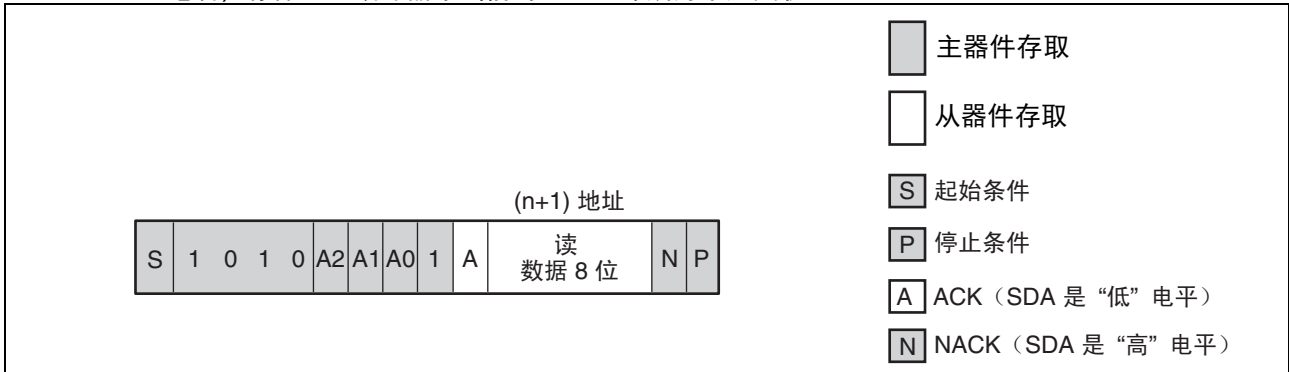 主器件存取
从器件存取
(n+1) 地址
S 1 0 1 0 A2 A1 A0 1 A 读 数据 8 位 N P
S 起始条件
P 停止条件
A ACK（SDA 是 “低” 电平）
N NACK（SDA 是 “高” 电平）